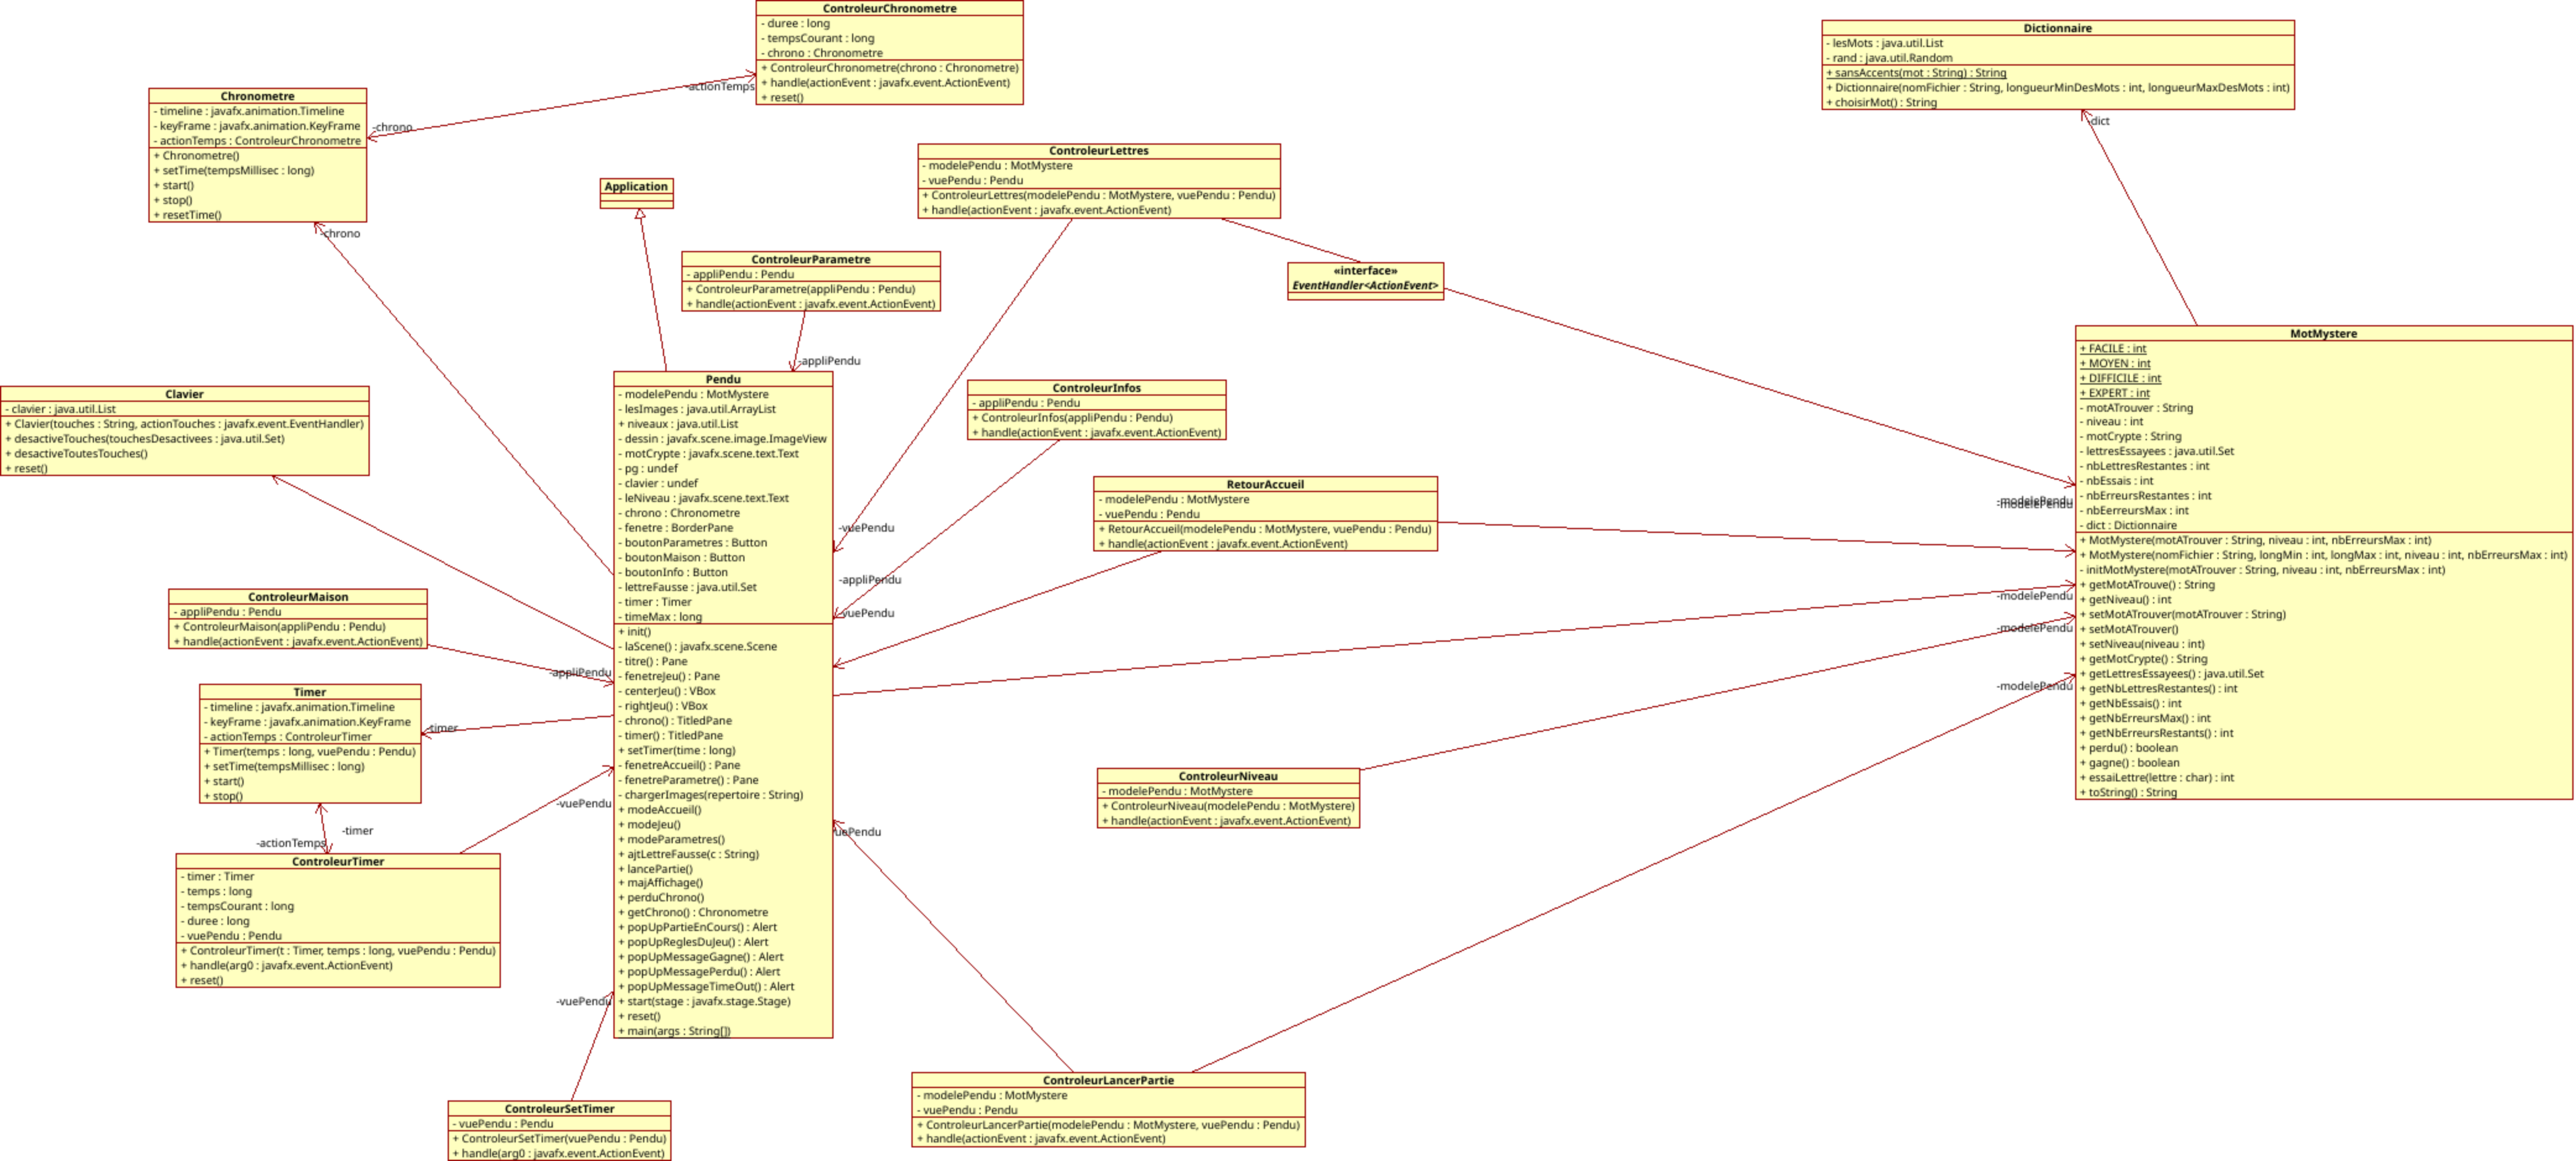 ControleurChronometre
- duree : long
- tempsCourant : long
- chrono : Chronometre
+ ControleurChronometre(chrono : Chronometre)
+ handle(actionEvent : javafx.event.ActionEvent)
+ reset()
-actionTemps
Dictionnaire
- lesMots : java.util.List
- rand : java.util.Random
+ sansAccents(mot : String) : String
+ Dictionnaire(nomFichier : String, longueurMinDesMots : int, longueurMaxDesMots : int)
+ choisirMot() : String
-dict
Chronometre
- timeline : javafx.animation.Timeline
- keyFrame : javafx.animation.KeyFrame
- actionTemps : ControleurChronometre
+ Chronometre()
+ setTime(tempsMillisec : long)
+ start()
+ stop()
+ resetTime()
-chrono
-chrono
Application
ControleurLettres
- modelePendu : MotMystere
- vuePendu : Pendu
+ ControleurLettres(modelePendu : MotMystere, vuePendu : Pendu)
+ handle(actionEvent : javafx.event.ActionEvent)
ControleurParametre
- appliPendu : Pendu
+ ControleurParametre(appliPendu : Pendu)
+ handle(actionEvent : javafx.event.ActionEvent)
-appliPendu
«interface»
EventHandler<ActionEvent>
Clavier
- clavier : java.util.List
+ Clavier(touches : String, actionTouches : javafx.event.EventHandler)
+ desactiveTouches(touchesDesactivees : java.util.Set)
+ desactiveToutesTouches()
+ reset()
Pendu
- modelePendu : MotMystere
- lesImages : java.util.ArrayList
+ niveaux : java.util.List
- dessin : javafx.scene.image.ImageView
- motCrypte : javafx.scene.text.Text
- pg : undef
- clavier : undef
- leNiveau : javafx.scene.text.Text
- chrono : Chronometre
- fenetre : BorderPane
- boutonParametres : Button
- boutonMaison : Button
- boutonInfo : Button
- lettreFausse : java.util.Set
- timer : Timer
- timeMax : long
+ init()
- laScene() : javafx.scene.Scene
- titre() : Pane
- fenetreJeu() : Pane
- centerJeu() : VBox
- rightJeu() : VBox
- chrono() : TitledPane
- timer() : TitledPane
+ setTimer(time : long)
- fenetreAccueil() : Pane
- fenetreParametre() : Pane
- chargerImages(repertoire : String)
+ modeAccueil()
+ modeJeu()
+ modeParametres()
+ ajtLettreFausse(c : String)
+ lancePartie()
+ majAffichage()
+ perduChrono()
+ getChrono() : Chronometre
+ popUpPartieEnCours() : Alert
+ popUpReglesDuJeu() : Alert
+ popUpMessageGagne() : Alert
+ popUpMessagePerdu() : Alert
+ popUpMessageTimeOut() : Alert
+ start(stage : javafx.stage.Stage)
+ reset()
+ main(args : String[])
-vuePendu
-appliPendu
-vuePendu
ControleurInfos
- appliPendu : Pendu
+ ControleurInfos(appliPendu : Pendu)
+ handle(actionEvent : javafx.event.ActionEvent)
RetourAccueil
- modelePendu : MotMystere
- vuePendu : Pendu
+ RetourAccueil(modelePendu : MotMystere, vuePendu : Pendu)
+ handle(actionEvent : javafx.event.ActionEvent)
MotMystere
+ FACILE : int
+ MOYEN : int
+ DIFFICILE : int
+ EXPERT : int
- motATrouver : String
- niveau : int
- motCrypte : String
- lettresEssayees : java.util.Set
- nbLettresRestantes : int
- nbEssais : int
- nbErreursRestantes : int
- nbEerreursMax : int
- dict : Dictionnaire
+ MotMystere(motATrouver : String, niveau : int, nbErreursMax : int)
+ MotMystere(nomFichier : String, longMin : int, longMax : int, niveau : int, nbErreursMax : int)
- initMotMystere(motATrouver : String, niveau : int, nbErreursMax : int)
+ getMotATrouve() : String
+ getNiveau() : int
+ setMotATrouver(motATrouver : String)
+ setMotATrouver()
+ setNiveau(niveau : int)
+ getMotCrypte() : String
+ getLettresEssayees() : java.util.Set
+ getNbLettresRestantes() : int
+ getNbEssais() : int
+ getNbErreursMax() : int
+ getNbErreursRestants() : int
+ perdu() : boolean
+ gagne() : boolean
+ essaiLettre(lettre : char) : int
+ toString() : String
-modelePendu
-modelePendu
-modelePendu
-modelePendu
-modelePendu
ControleurMaison
- appliPendu : Pendu
+ ControleurMaison(appliPendu : Pendu)
+ handle(actionEvent : javafx.event.ActionEvent)
-appliPendu
Timer
- timeline : javafx.animation.Timeline
- keyFrame : javafx.animation.KeyFrame
- actionTemps : ControleurTimer
+ Timer(temps : long, vuePendu : Pendu)
+ setTime(tempsMillisec : long)
+ start()
+ stop()
-timer
-vuePendu
-timer
-actionTemps
ControleurTimer
- timer : Timer
- temps : long
- tempsCourant : long
- duree : long
- vuePendu : Pendu
+ ControleurTimer(t : Timer, temps : long, vuePendu : Pendu)
+ handle(arg0 : javafx.event.ActionEvent)
+ reset()
ControleurNiveau
- modelePendu : MotMystere
+ ControleurNiveau(modelePendu : MotMystere)
+ handle(actionEvent : javafx.event.ActionEvent)
vuePendu
-vuePendu
ControleurSetTimer
- vuePendu : Pendu
+ ControleurSetTimer(vuePendu : Pendu)
+ handle(arg0 : javafx.event.ActionEvent)
ControleurLancerPartie
- modelePendu : MotMystere
- vuePendu : Pendu
+ ControleurLancerPartie(modelePendu : MotMystere, vuePendu : Pendu)
+ handle(actionEvent : javafx.event.ActionEvent)